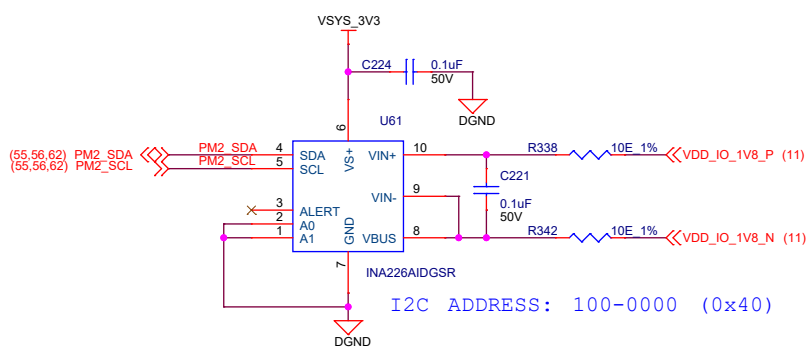 VSYS_3V3
C224 0.1uF
50V
DGND
U61
6
VS+
(55,56,62) PM2_SDA PM2_SDA 4 SDA VIN+ 10 R338 10E_1% VDD_IO_1V8_P (11)
(55,56,62) PM2_SCL PM2_SCL 5 SCL
C221
VIN- 9
0.1uF
50V
3 ALERT
2 A0
1 A1 GND VBUS 8 R342 10E_1% VDD_IO_1V8_N (11)
7
INA226AIDGSR
I2C ADDRESS: 100-0000 (0x40)
DGND